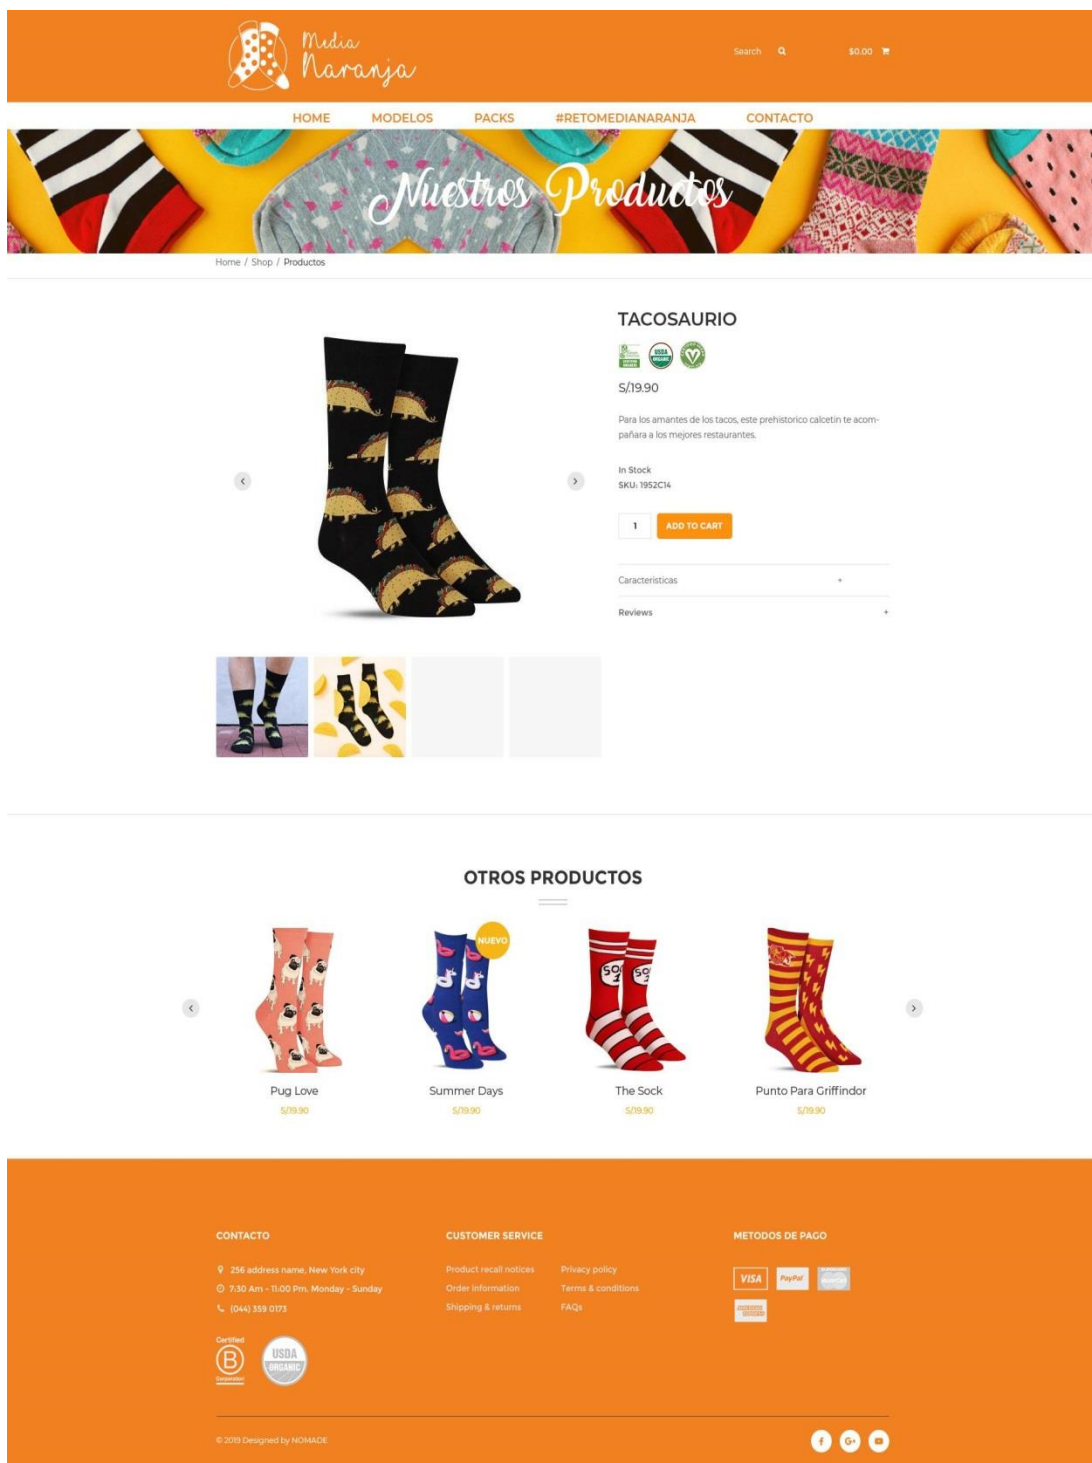 Media
Naranja
Search
$0.00
HOME MODELOS PACKS #RETOMEDIANARANJA CONTACTO
Nuestros Productos
Home / Shop / Productos
TACOSAURIO
USDA
ORGANIC
S/.19.90
Para los amantes de los tacos, este prehistorico calcetin te acom-
pañara a los mejores restaurantes.
In Stock
SKU: 1952C14
1 ADD TO CART
Caracteristicas +
Reviews +
OTROS PRODUCTOS
NUEVO
Pug Love
S/19.90
Summer Days
S/19.90
The Sock
S/19.90
Punto Para Griffindor
S/19.90
CONTACTO
256 address name, New York city
7:30 Am - 11:00 Pm, Monday - Sunday
(044) 359 0173
Certified
B
Corporation
USDA
ORGANIC
CUSTOMER SERVICE
Product recall notices
Order information
Shipping & returns
Privacy policy
Terms & conditions
FAQs
METODOS DE PAGO
VISA
PayPal
© 2019 Designed by NOMADE
f G+